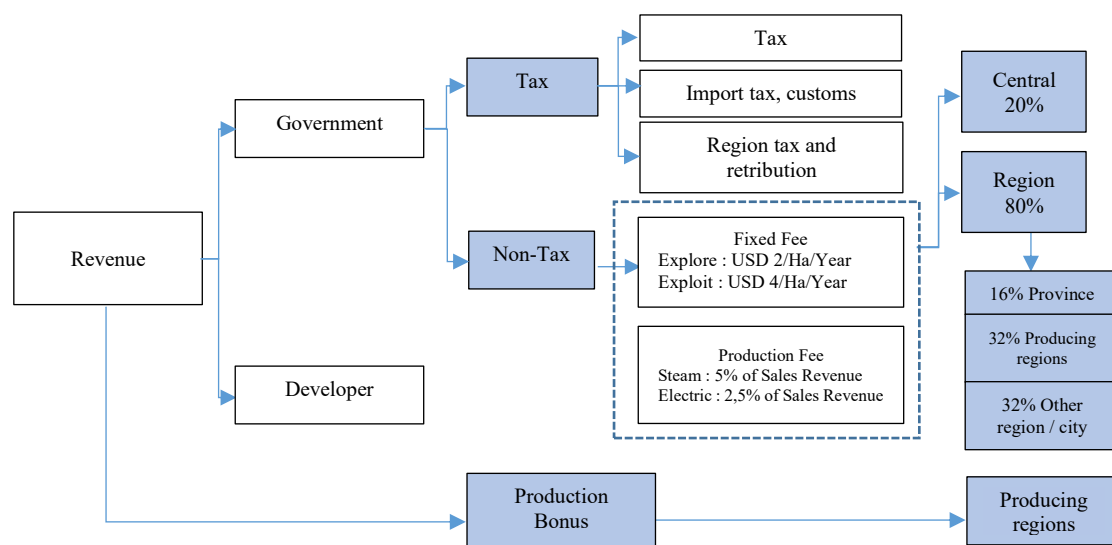 Revenue
Government
Developer
Tax
Non-Tax
Production
Bonus
Tax
Import tax, customs
Region tax and
retribution
Fixed Fee
Explore : USD 2/Ha/Year
Exploit : USD 4/Ha/Year
Production Fee
Steam : 5% of Sales Revenue
Electric : 2,5% of Sales Revenue
Central
20%
Region
80%
16% Province
32% Producing
regions
32% Other
region / city
Producing
regions